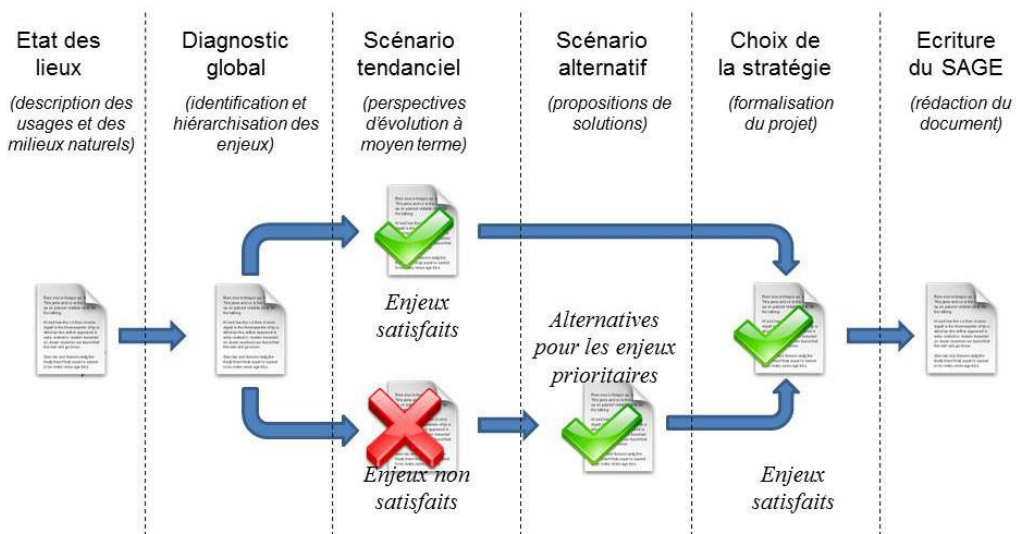 Etat des
lieux
(description des
usages et des
milieux naturels)
Diagnostic
global
(identification et
hiérarchisation des
enjeux)
Scénario
tendanciel
(perspectives
d'évolution à
moyen terme)
Scénario
alternatif
(propositions de
solutions)
Choix de
la stratégie
(formalisation
du projet)
Ecriture
du SAGE
(rédaction du
document)
Enjeux
satisfaits
Alternatives
pour les enjeux
prioritaires
Enjeux non
satisfaits
Enjeux
satisfaits